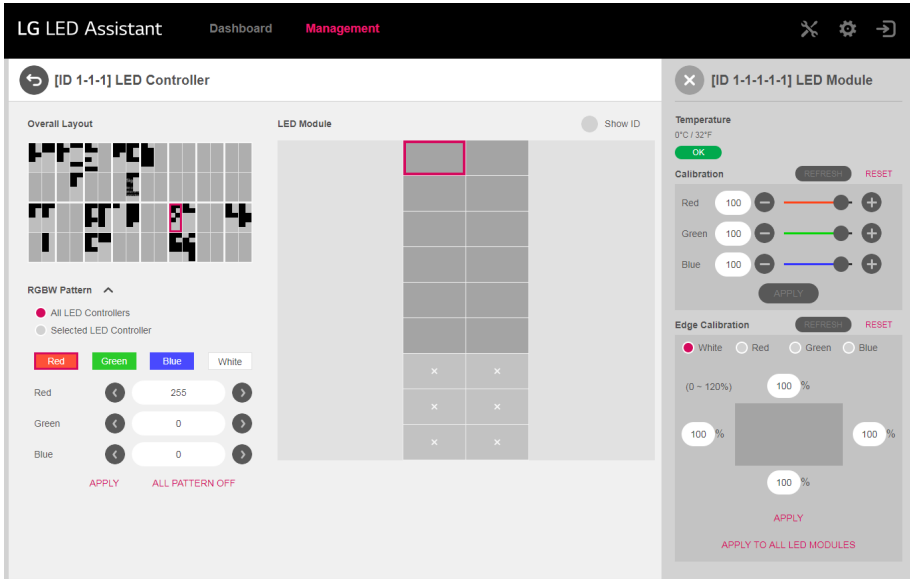 LG LED Assistant Dashboard Management
[ID 1-1-1] LED Controller
Overall Layout
RGBW Pattern
All LED Controllers
Selected LED Controller
Red Green Blue White
Red 255
Green 0
Blue 0
APPLY ALL PATTERN OFF
LED Module Show ID
× ×
× ×
× ×
[ID 1-1-1-1-1] LED Module
Temperature
0°C / 32°F
OK
Calibration REFRESH RESET
Red 100
Green 100
Blue 100
APPLY
Edge Calibration REFRESH RESET
White Red Green Blue
(0 ~ 120%) 100 %
100 % 100 %
100 %
APPLY
APPLY TO ALL LED MODULES